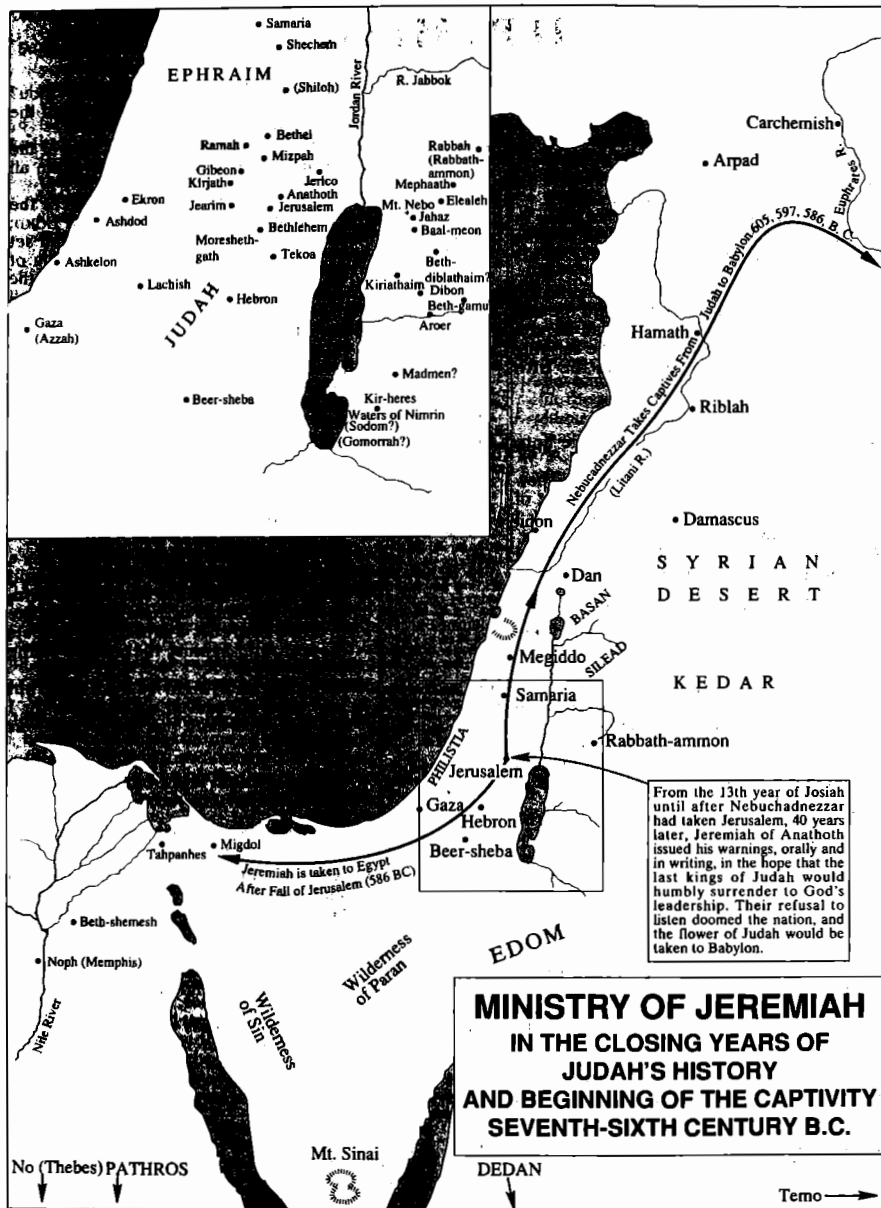 Samaria
Shechem
EPHRAIM
(Shiloh)
Jordan River
R. Jabbok
Bethel
Ramah
Mizpah
Gibeon
Kirjath
Jerico
Rabbah
(Rabbath-
ammon)
Mephaath
Anathoth
Ekron
Jearim
Jerusalem
Mt. Nebo
Elealeh
Ashdod
Jahaz
Bethlehem
Baal-meon
Moresheth-
gath
Tekoa
Beth-
diblathaim?
Ashkelon
Lachish
Kiriathaim
Dibon
Hebron
Beth-gamul
JUDAH
Aroer
Gaza
(Azzah)
Madmen?
Beer-sheba
Kir-heres
Waters of Nimrin
(Sodom?)
(Gomorrah?)
Carchemish
Arpad
Euphrates R.
Nebucadnezzar Takes Captives From Judah to Babylon 605, 597, 586, B. C.
Hamath
Riblah
(Litani R.)
Damascus
SYRIAN
DESERT
Dan
BASAN
Megiddo
SILEAD
KEDAR
Samaria
Rabbath-ammon
PHILISTIA
Jerusalem
Gaza
Hebron
Beer-sheba
Migdol
Tahpanhes
Jeremiah is taken to Egypt
After Fall of Jerusalem (586 BC)
From the 13th year of Josiah
until after Nebuchadnezzar
had taken Jerusalem, 40 years
later, Jeremiah of Anathoth
issued his warnings, orally and
in writing, in the hope that the
last kings of Judah would
humbly surrender to God's
leadership. Their refusal to
listen doomed the nation, and
the flower of Judah would be
taken to Babylon.
Beth-shemesh
Noph (Memphis)
Nile River
EDOM
Wilderness
of Paran
Wilderness
of Sin
MINISTRY OF JEREMIAH
IN THE CLOSING YEARS OF
JUDAH'S HISTORY
AND BEGINNING OF THE CAPTIVITY
SEVENTH-SIXTH CENTURY B.C.
Mt. Sinai
No (Thebes)
PATHROS
DEDAN
Temo